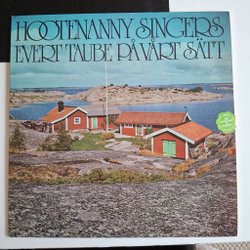 HOOTENANNY SINGERS
EVERT TAUBE PÅ VÅRT SÄTT